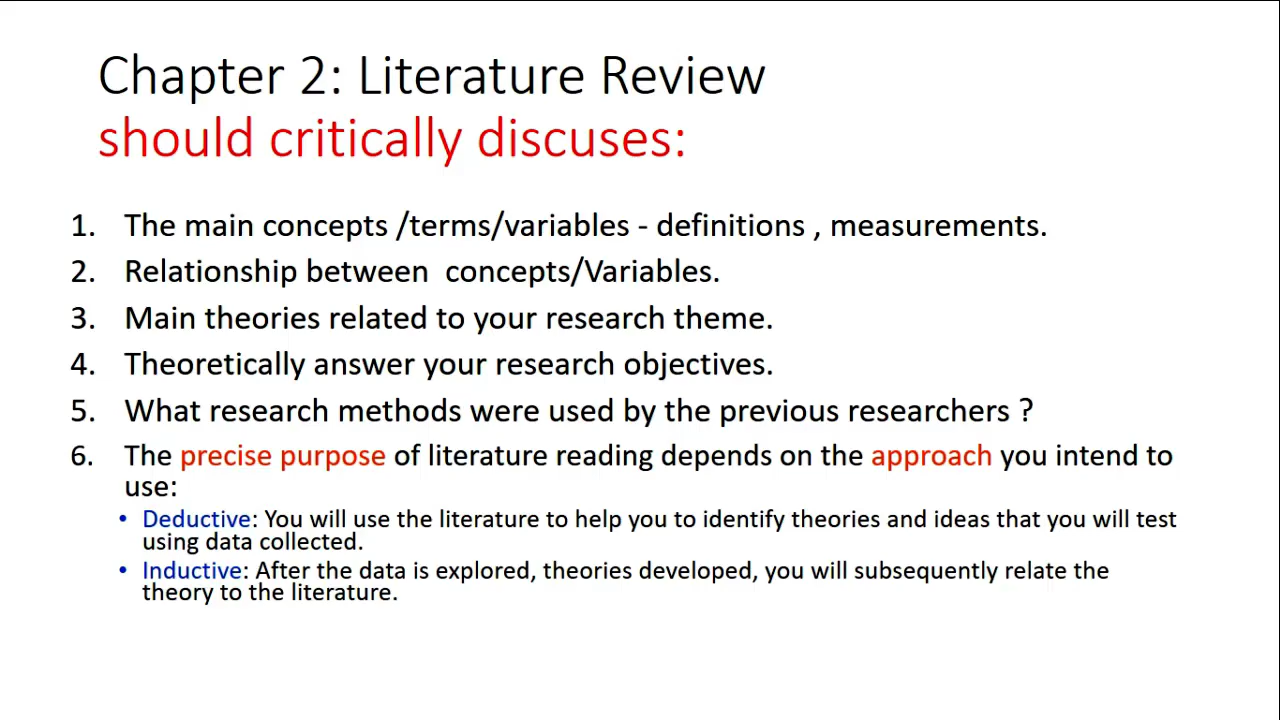 Chapter 2: Literature Review
should critically discuses:
1. The main concepts /terms/variables - definitions , measurements.
2. Relationship between concepts/Variables.
3. Main theories related to your research theme.
4. Theoretically answer your research objectives.
5. What research methods were used by the previous researchers ?
6. The precise purpose of literature reading depends on the approach you intend to
use:
• Deductive: You will use the literature to help you to identify theories and ideas that you will test
using data collected.
• Inductive: After the data is explored, theories developed, you will subsequently relate the
theory to the literature.